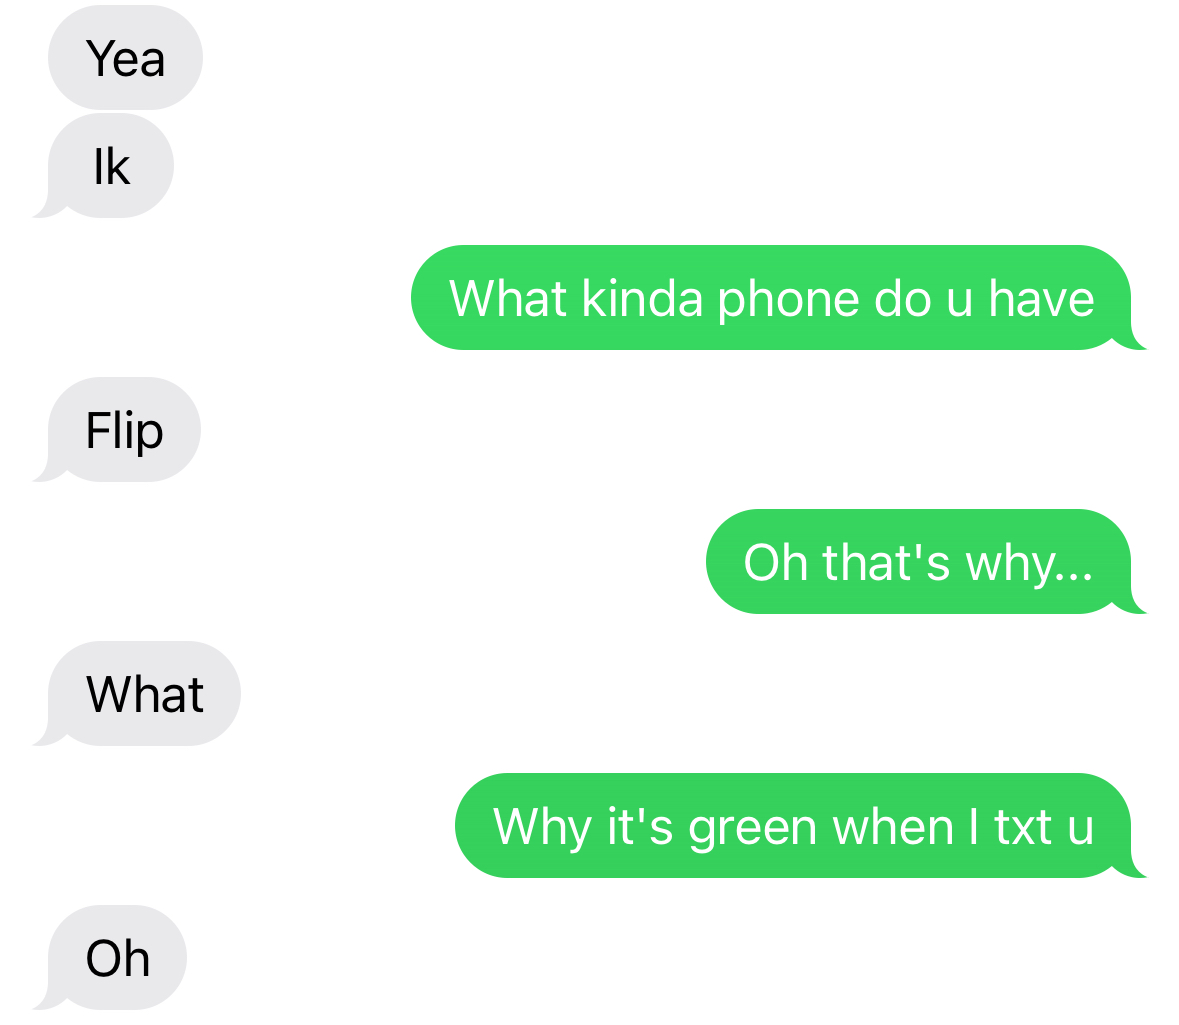 Yea
Ik
What kinda phone do u have
Flip
Oh that's why...
What
Why it's green when I txt u
Oh